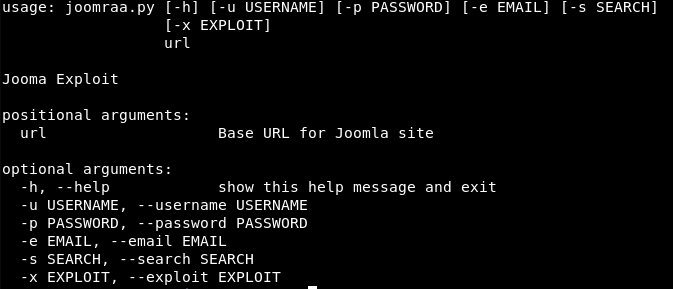 usage: joomraa.py [-h] [-u USERNAME] [-p PASSWORD] [-e EMAIL] [-s SEARCH]
[-x EXPLOIT]
url
Jooma Exploit
positional arguments:
url Base URL for Joomla site
optional arguments:
-h, --help show this help message and exit
-u USERNAME, --username USERNAME
-p PASSWORD, --password PASSWORD
-e EMAIL, --email EMAIL
-s SEARCH, --search SEARCH
-x EXPLOIT, --exploit EXPLOIT